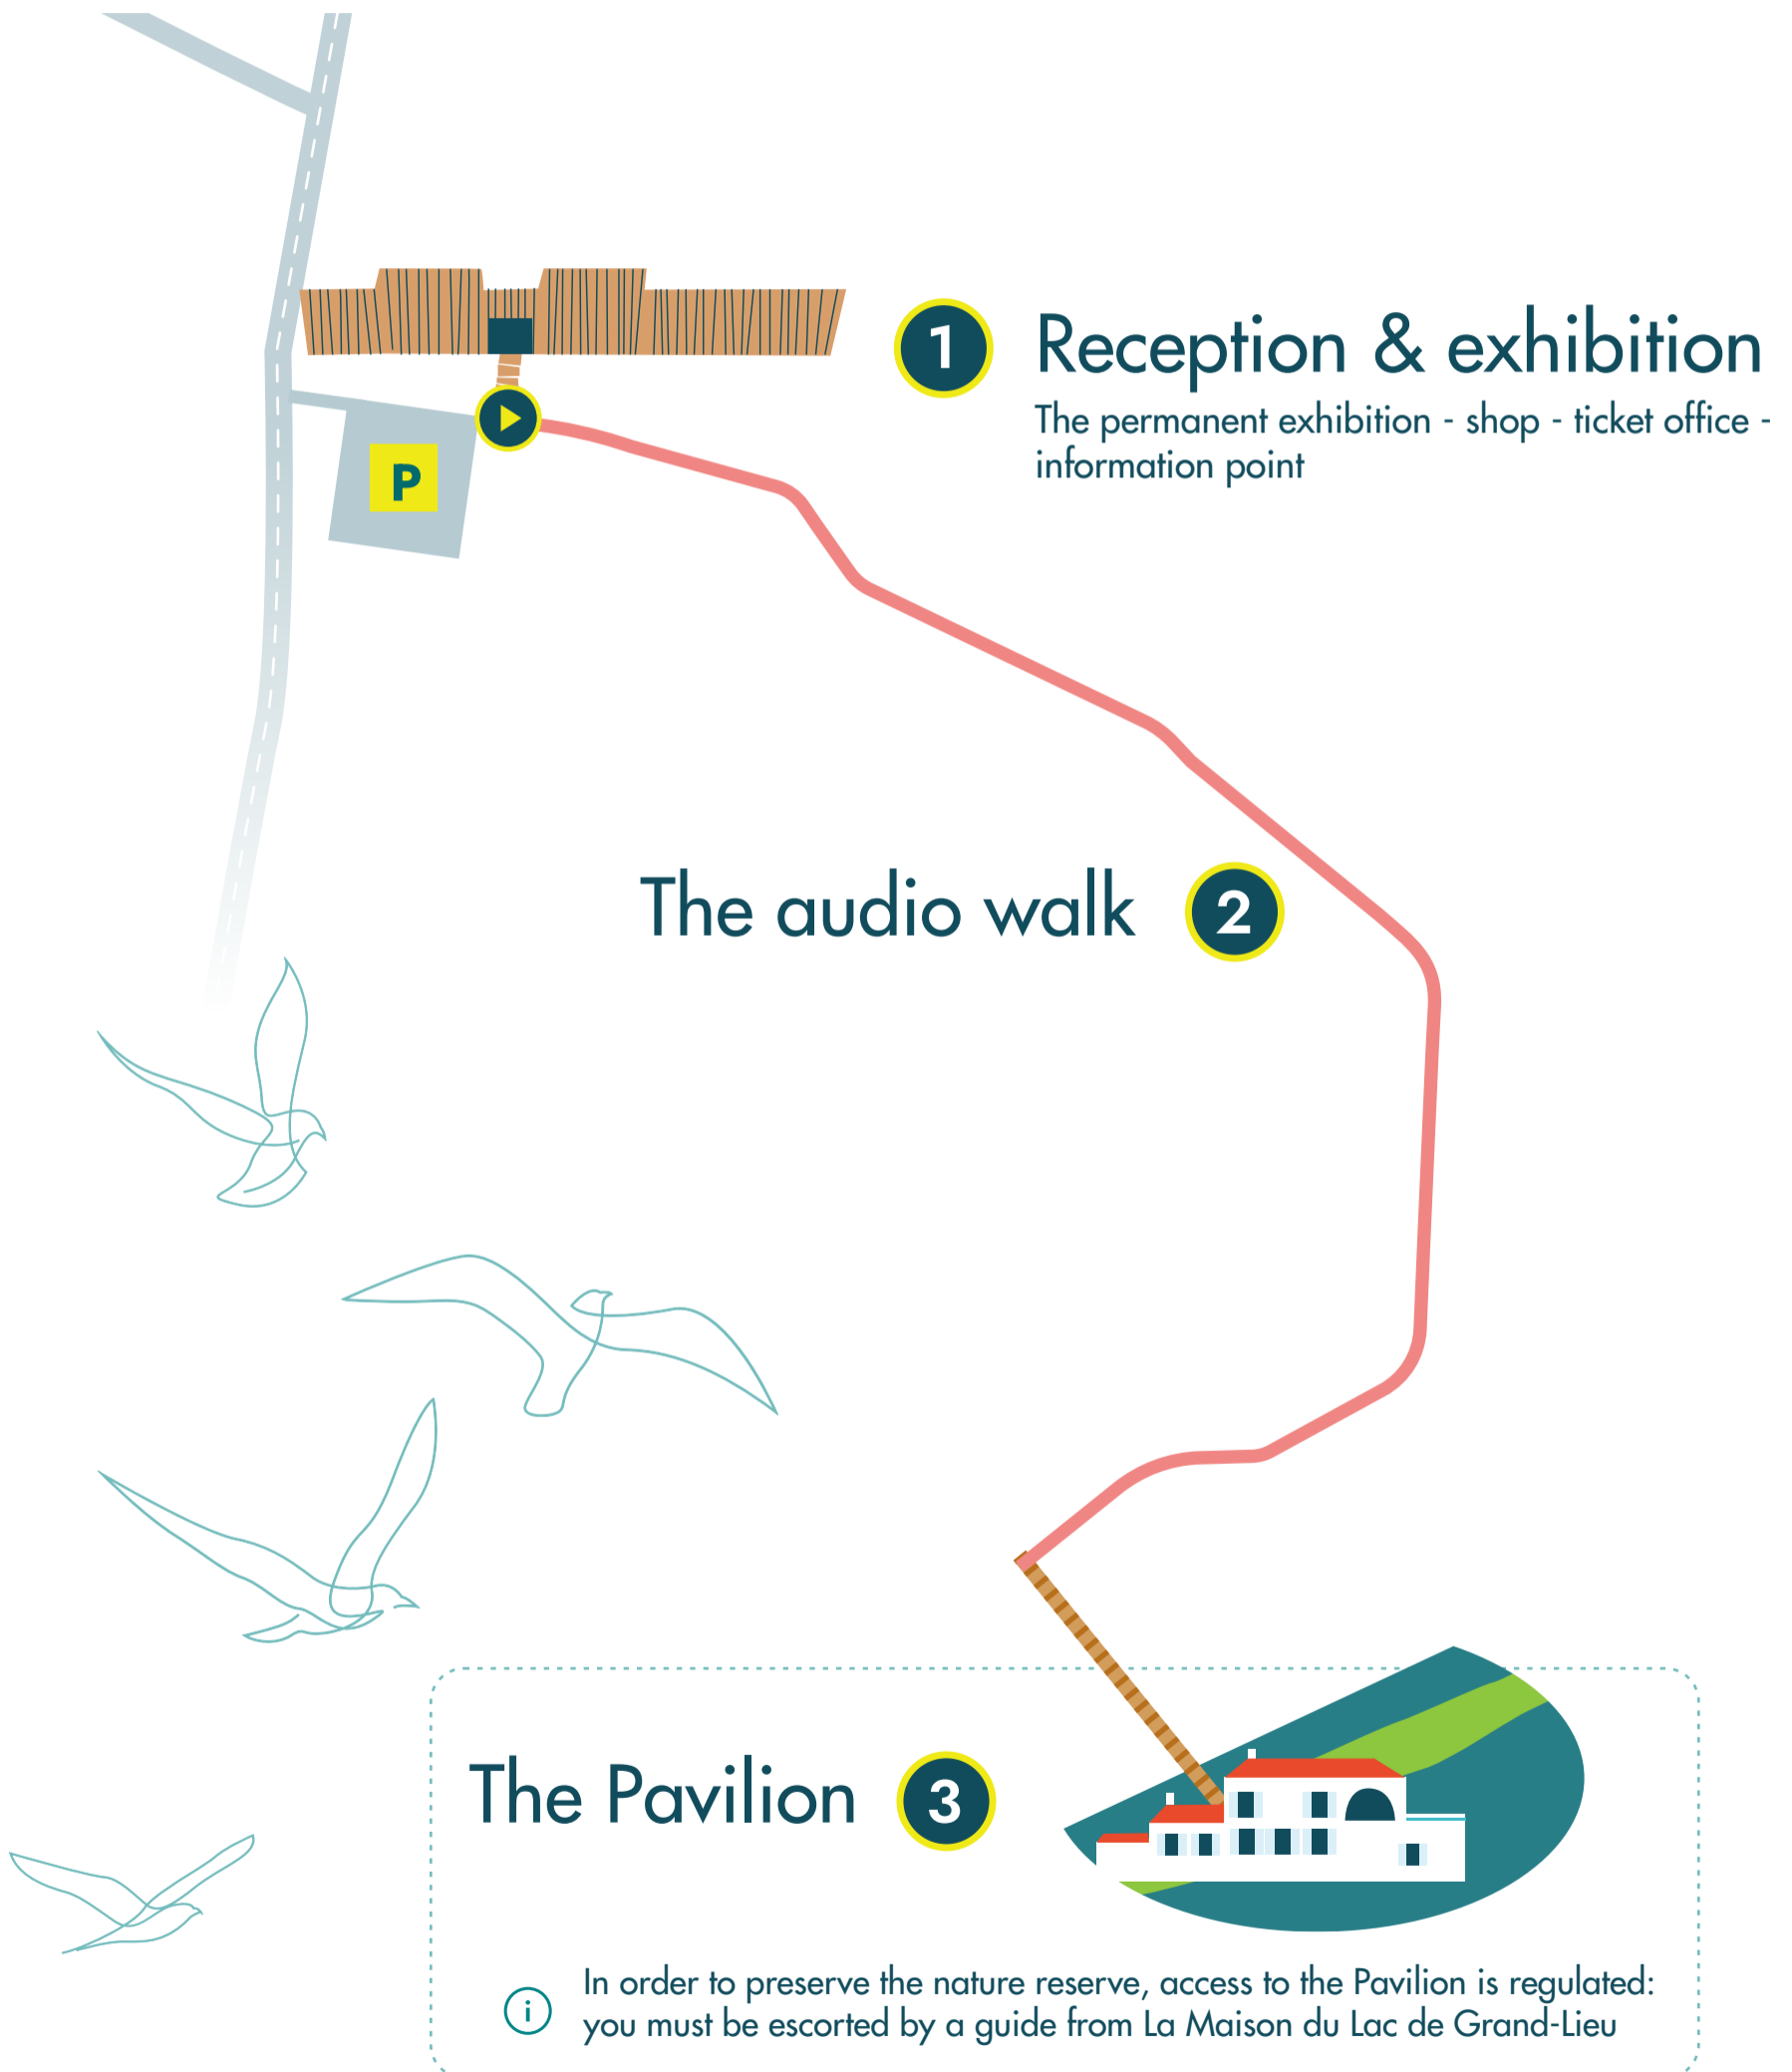 1 Reception & exhibition
The permanent exhibition - shop - ticket office -
information point
P
The audio walk 2
The Pavilion 3
i In order to preserve the nature reserve, access to the Pavilion is regulated:
you must be escorted by a guide from La Maison du Lac de Grand-Lieu